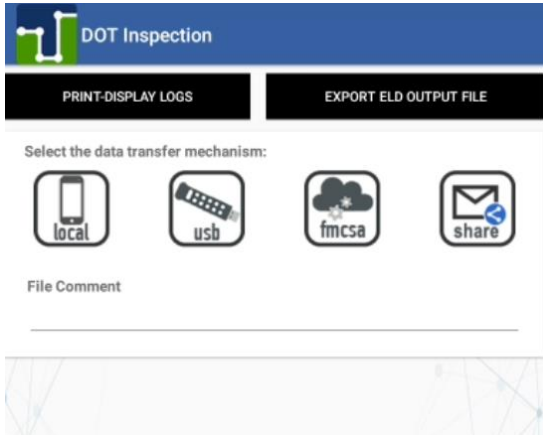 DOT Inspection
PRINT-DISPLAY LOGS EXPORT ELD OUTPUT FILE
Select the data transfer mechanism:
local usb fmcsa share
File Comment